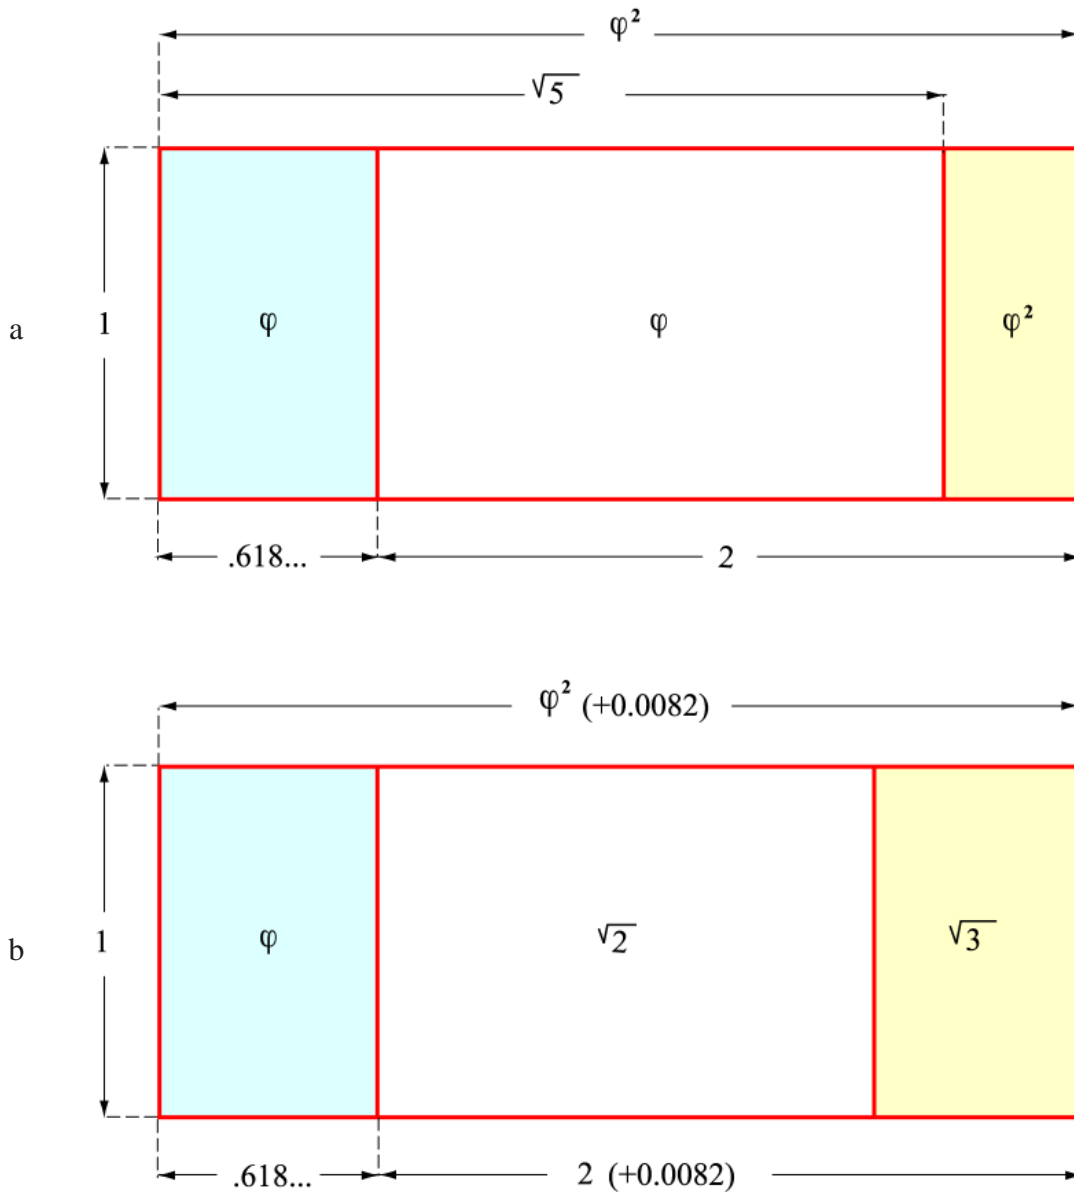 φ²
√5
a 1 φ φ φ²
.618... 2
φ² (+0.0082)
b 1 φ √2 √3
.618... 2 (+0.0082)